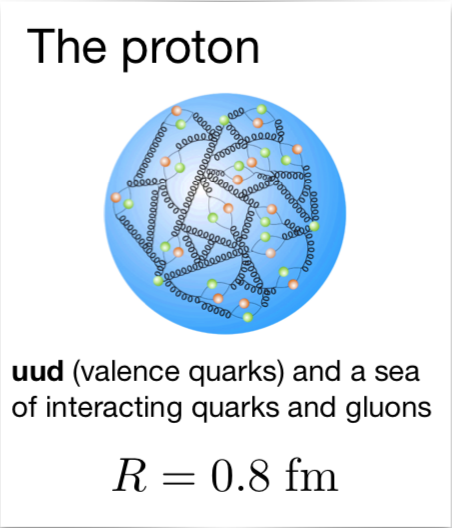 The proton
uud (valence quarks) and a sea
of interacting quarks and gluons
R = 0.8 fm